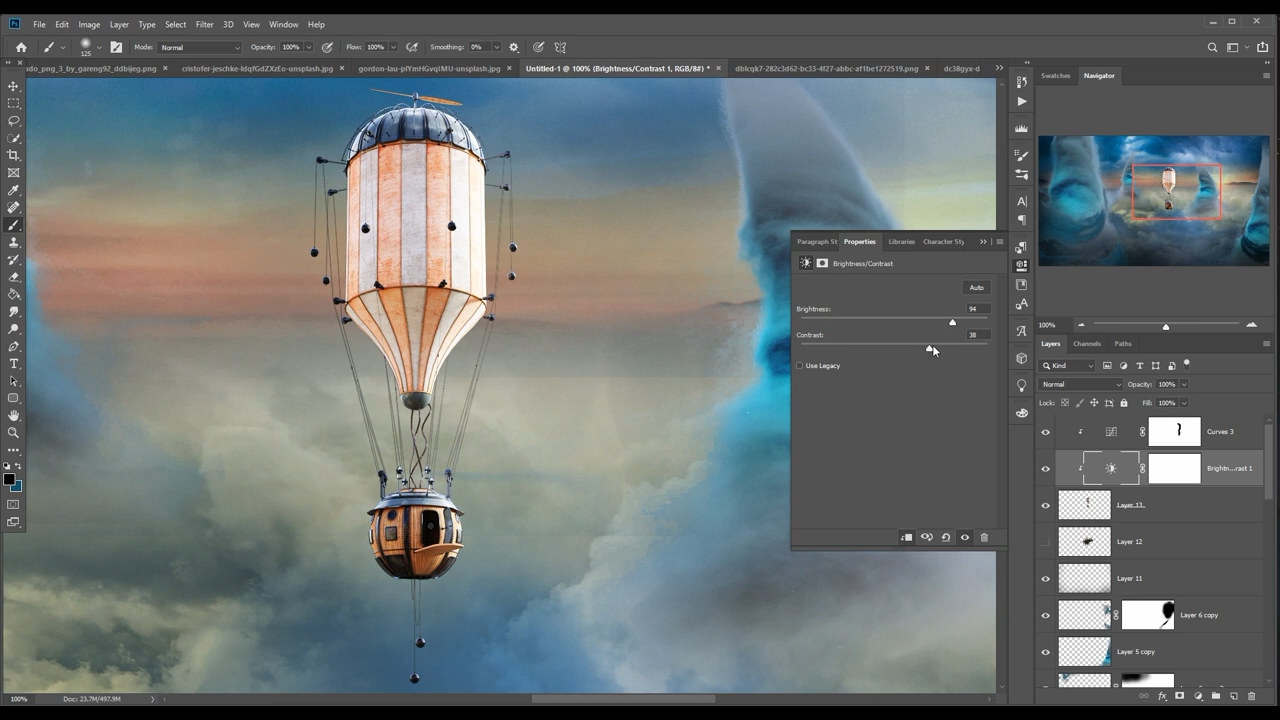 Ps File Edit Image Layer Type Select Filter 3D View Window Help
125 Mode: Normal Opacity: 100% Flow: 100% Smoothing: 0%
ndo_png_3_by_gareng92_ddbijeg.png × cristofer-jeschke-ldqfGdZXzEo-unsplash.jpg × gordon-lau-plYmHGvqIMU-unsplash.jpg × Untitled-1 @ 100% (Brightness/Contrast 1, RGB/8#) * × dblcqk7-282c3d62-bc33-4f27-abbc-af1be1272519.png × dc38gyx-d
Swatches Navigator
Paragraph St Properties Libraries Character Sty
Brightness/Contrast
Auto
Brightness: 94
Contrast: 38
Use Legacy
100%
Layers Channels Paths
Kind
Normal Opacity: 100%
Lock: Fill: 100%
Curves 3
Brightn...rast 1
Layer 13
Layer 12
Layer 11
Layer 6 copy
Layer 5 copy
100% Doc: 23.7M/497.9M